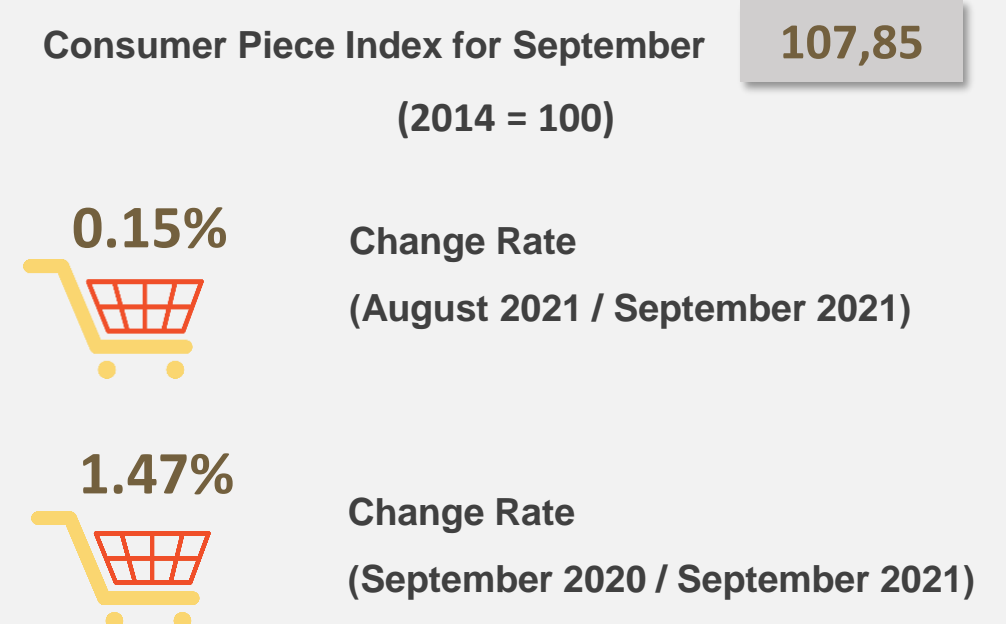 Consumer Piece Index for September 107,85
(2014 = 100)
0.15%
Change Rate
(August 2021 / September 2021)
1.47%
Change Rate
(September 2020 / September 2021)